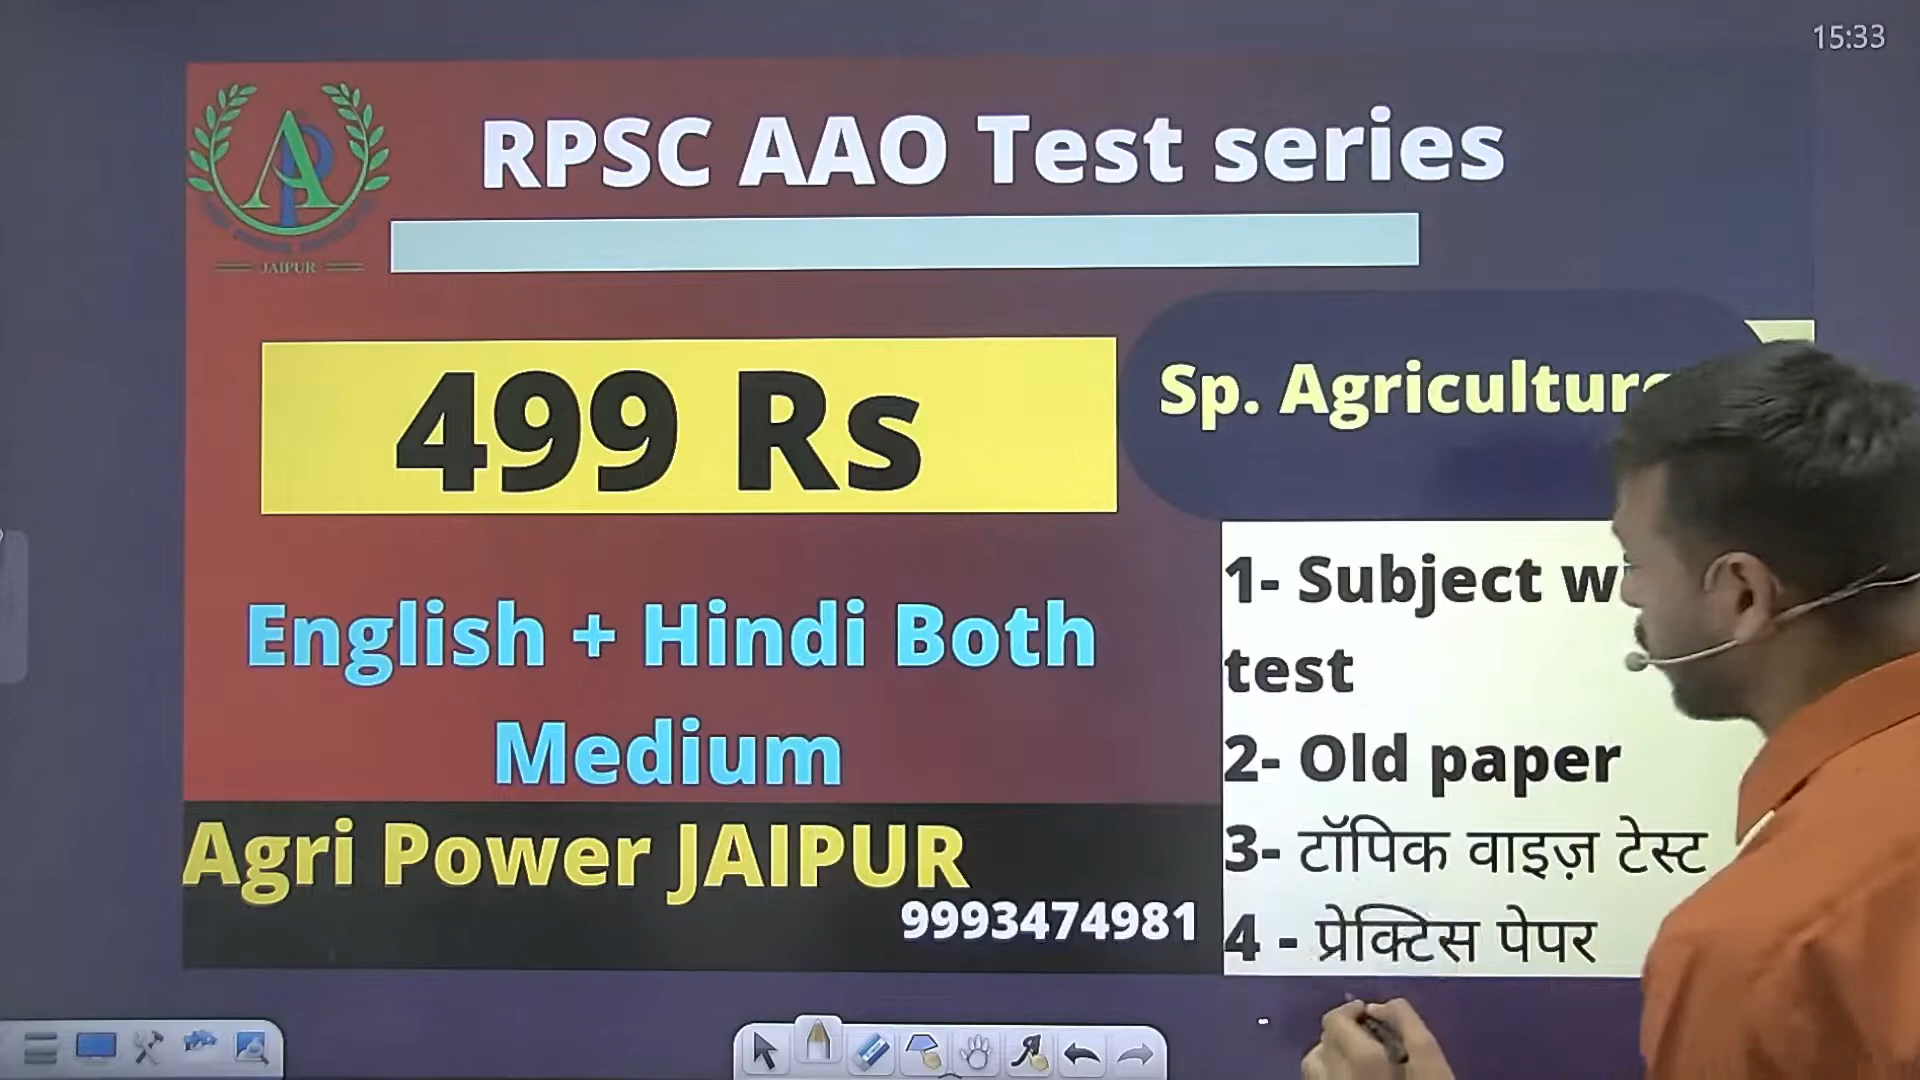 15:33
RPSC AAO Test series
JAIPUR
499 Rs
Sp. Agriculture
English + Hindi Both
Medium
1- Subject
test
2- Old paper
3- टॉपिक वाइज़ टेस्ट
4 - प्रेक्टिस पेपर
Agri Power JAIPUR
9993474981